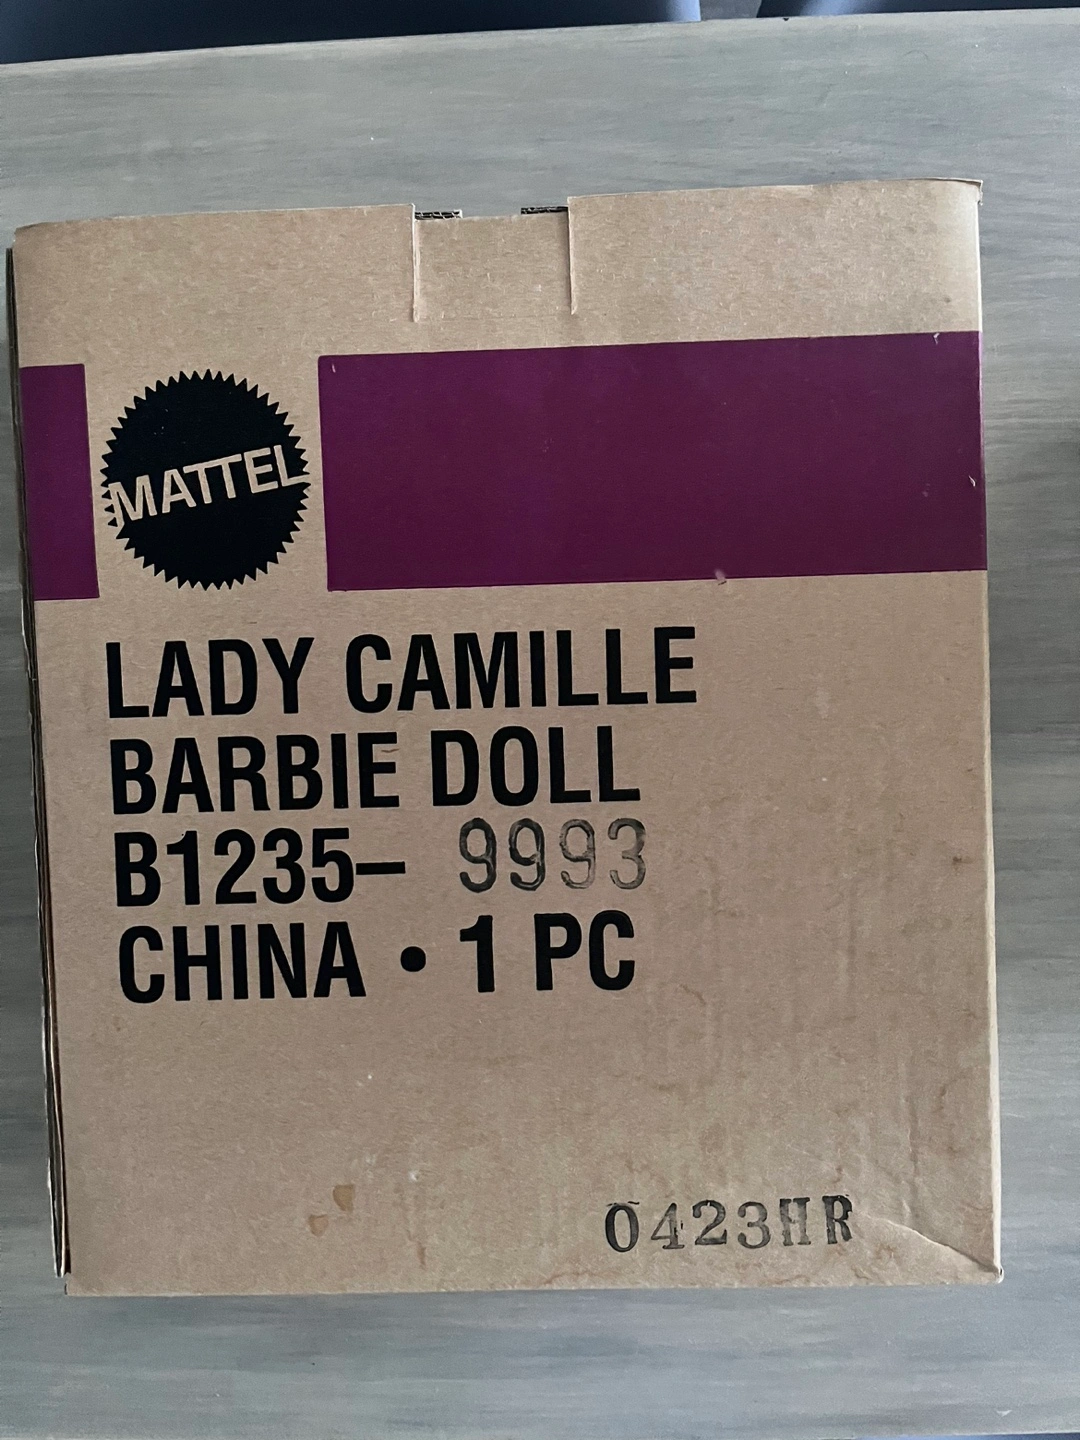 MATTEL
LADY CAMILLE
BARBIE DOLL
B1235– 9993
CHINA • 1 PC
0423HR